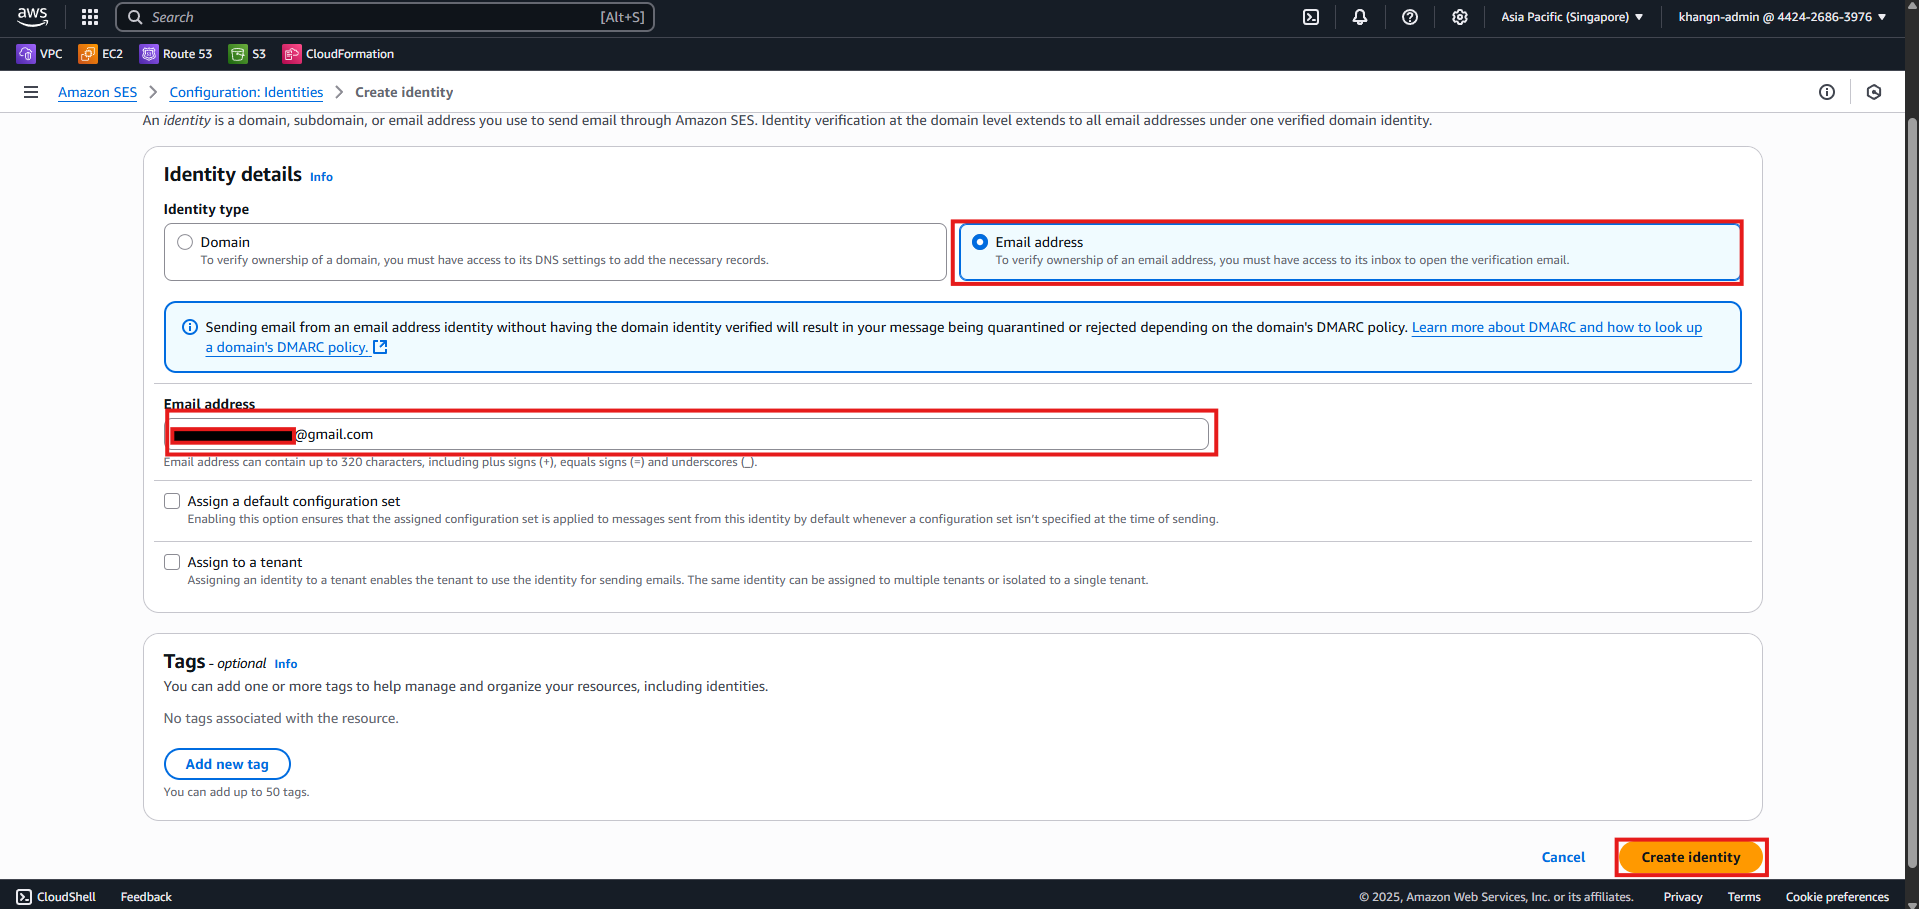 aws Search [Alt+S] Asia Pacific (Singapore) khangn-admin @ 4424-2686-3976
VPC EC2 Route 53 S3 CloudFormation
Amazon SES Configuration: Identities Create identity
An identity is a domain, subdomain, or email address you use to send email through Amazon SES. Identity verification at the domain level extends to all email addresses under one verified domain identity.
Identity details Info
Identity type
Domain
To verify ownership of a domain, you must have access to its DNS settings to add the necessary records.
Email address
To verify ownership of an email address, you must have access to its inbox to open the verification email.
Sending email from an email address identity without having the domain identity verified will result in your message being quarantined or rejected depending on the domain's DMARC policy. Learn more about DMARC and how to look up
a domain's DMARC policy.
Email address
@gmail.com
Email address can contain up to 320 characters, including plus signs (+), equals signs (=) and underscores (_).
Assign a default configuration set
Enabling this option ensures that the assigned configuration set is applied to messages sent from this identity by default whenever a configuration set isn't specified at the time of sending.
Assign to a tenant
Assigning an identity to a tenant enables the tenant to use the identity for sending emails. The same identity can be assigned to multiple tenants or isolated to a single tenant.
Tags - optional Info
You can add one or more tags to help manage and organize your resources, including identities.
No tags associated with the resource.
Add new tag
You can add up to 50 tags.
Cancel Create identity
CloudShell Feedback © 2025, Amazon Web Services, Inc. or its affiliates. Privacy Terms Cookie preferences